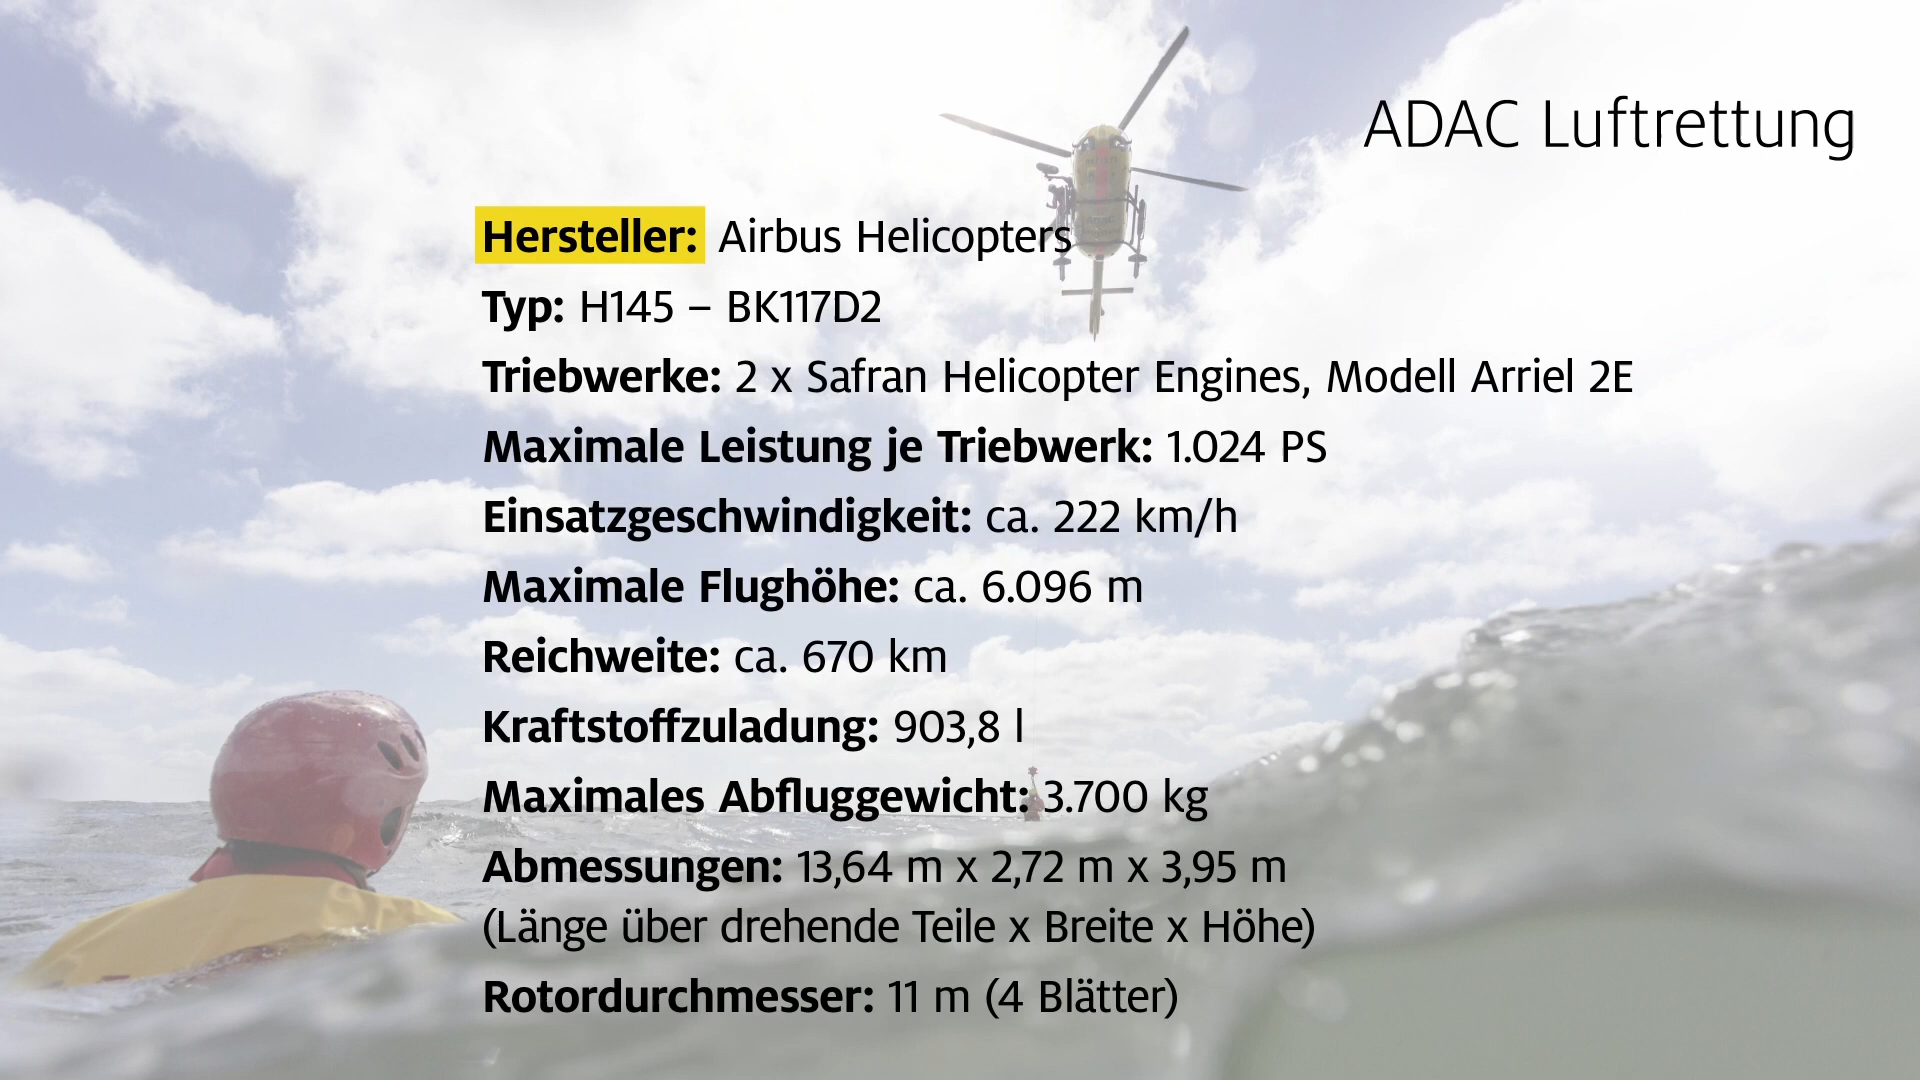 ADAC Luftrettung
Hersteller: Airbus Helicopters
Typ: H145 – BK117D2
Triebwerke: 2 x Safran Helicopter Engines, Modell Arriel 2E
Maximale Leistung je Triebwerk: 1.024 PS
Einsatzgeschwindigkeit: ca. 222 km/h
Maximale Flughöhe: ca. 6.096 m
Reichweite: ca. 670 km
Kraftstoffzuladung: 903,8 l
Maximales Abfluggewicht: 3.700 kg
Abmessungen: 13,64 m x 2,72 m x 3,95 m
(Länge über drehende Teile x Breite x Höhe)
Rotordurchmesser: 11 m (4 Blätter)